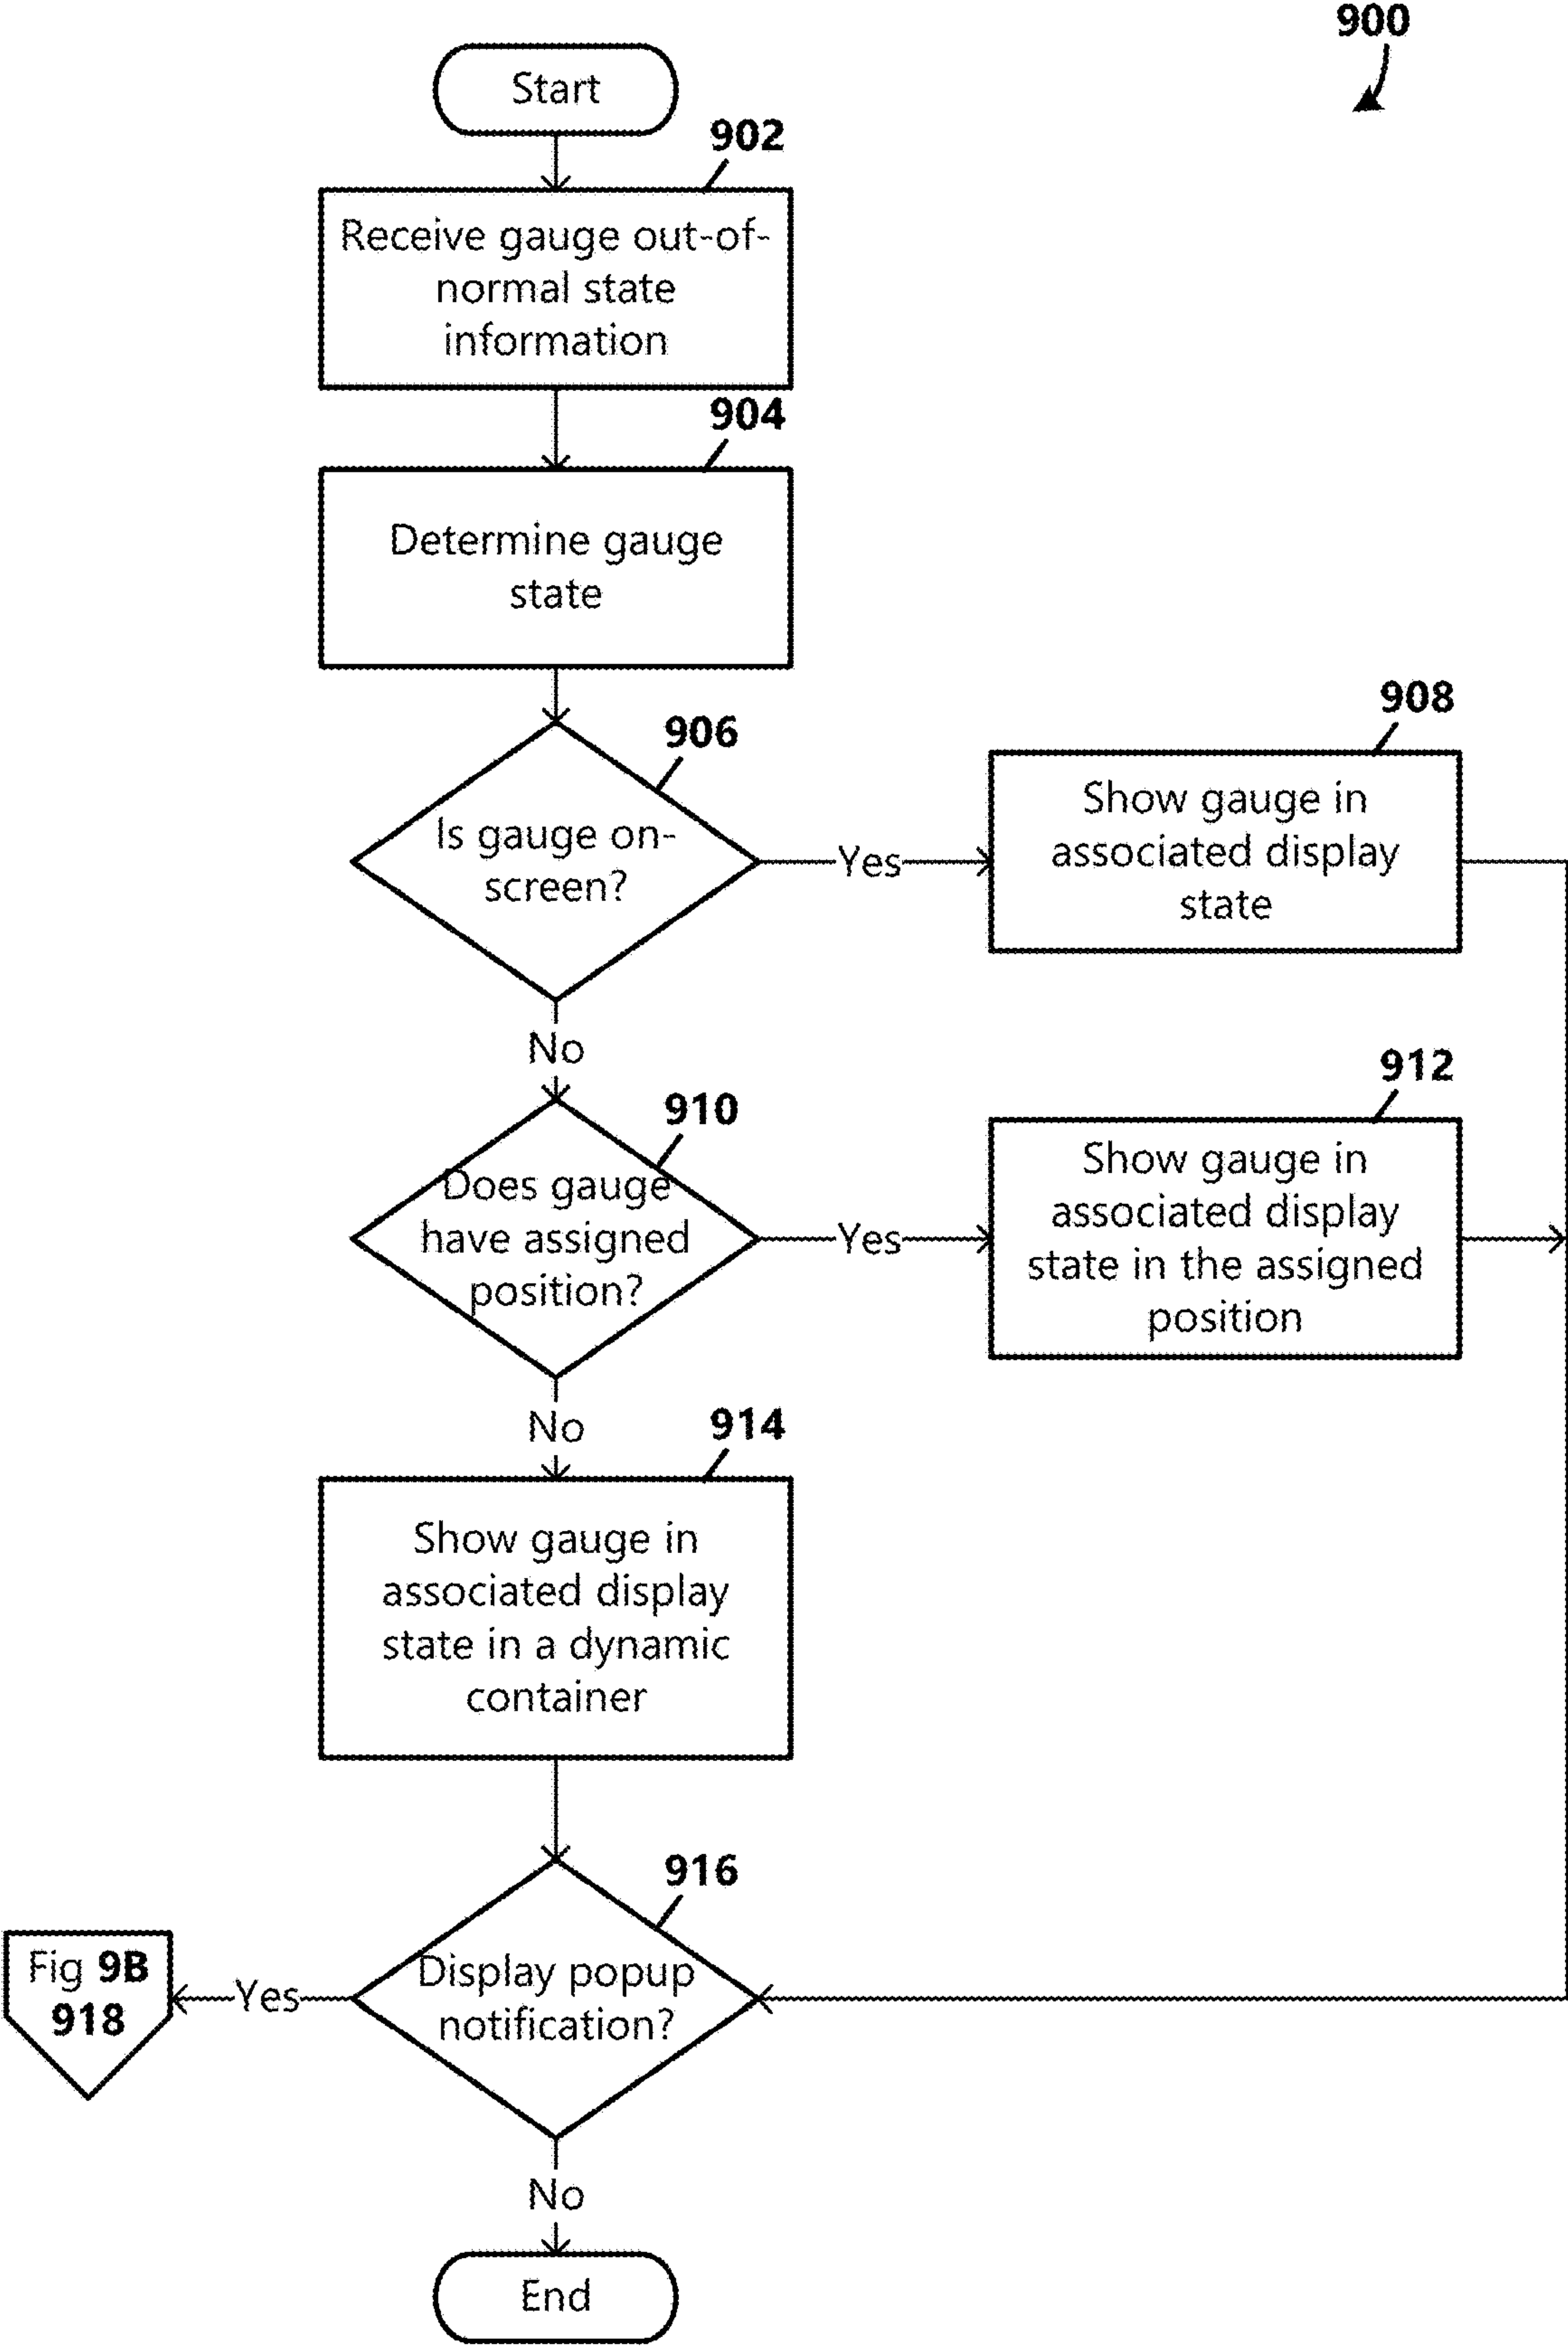 900
Start
902
Receive gauge out-of-
normal state
information
904
Determine gauge
state
906
Is gauge on-
screen?
Yes
908
Show gauge in
associated display
state
No
910
Does gauge
have assigned
position?
Yes
912
Show gauge in
associated display
state in the assigned
position
No
914
Show gauge in
associated display
state in a dynamic
container
916
Display popup
notification?
Yes
Fig 9B
918
No
End